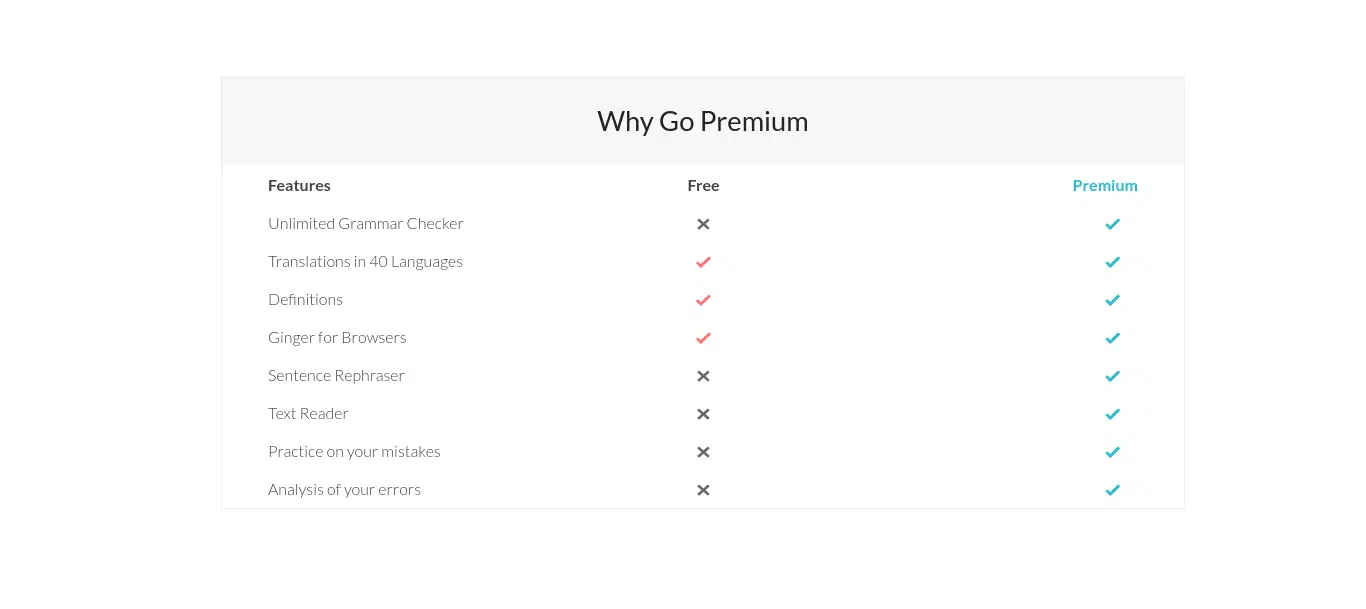 Why Go Premium
Features Free Premium
Unlimited Grammar Checker
Translations in 40 Languages
Definitions
Ginger for Browsers
Sentence Rephraser
Text Reader
Practice on your mistakes
Analysis of your errors